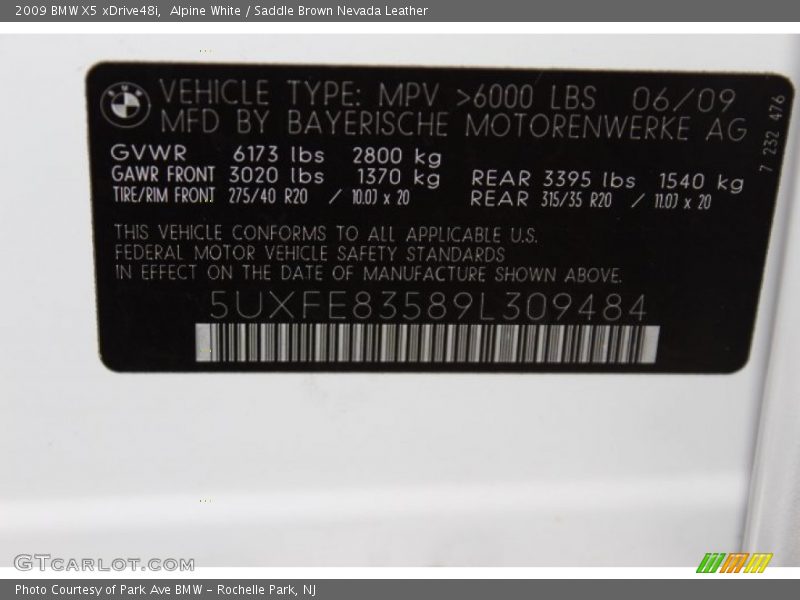 2009 BMW X5 xDrive48i,  Alpine White / Saddle Brown Nevada Leather
VEHICLE TYPE: MPV >6000 LBS 06/09
MFD BY BAYERISCHE MOTORENWERKE AG
7 232 476
GVWR 6173 lbs 2800 kg
GAWR FRONT 3020 lbs 1370 kg REAR 3395 lbs 1540 kg
TIRE/RIM FRONT 275/40 R20 / 10.0J x 20 REAR 315/35 R20 / 11.0J x 20
THIS VEHICLE CONFORMS TO ALL APPLICABLE U.S.
FEDERAL MOTOR VEHICLE SAFETY STANDARDS
IN EFFECT ON THE DATE OF MANUFACTURE SHOWN ABOVE.
5UXFE83589L309484
GTCARLOT.COM
Photo Courtesy of Park Ave BMW - Rochelle Park, NJ